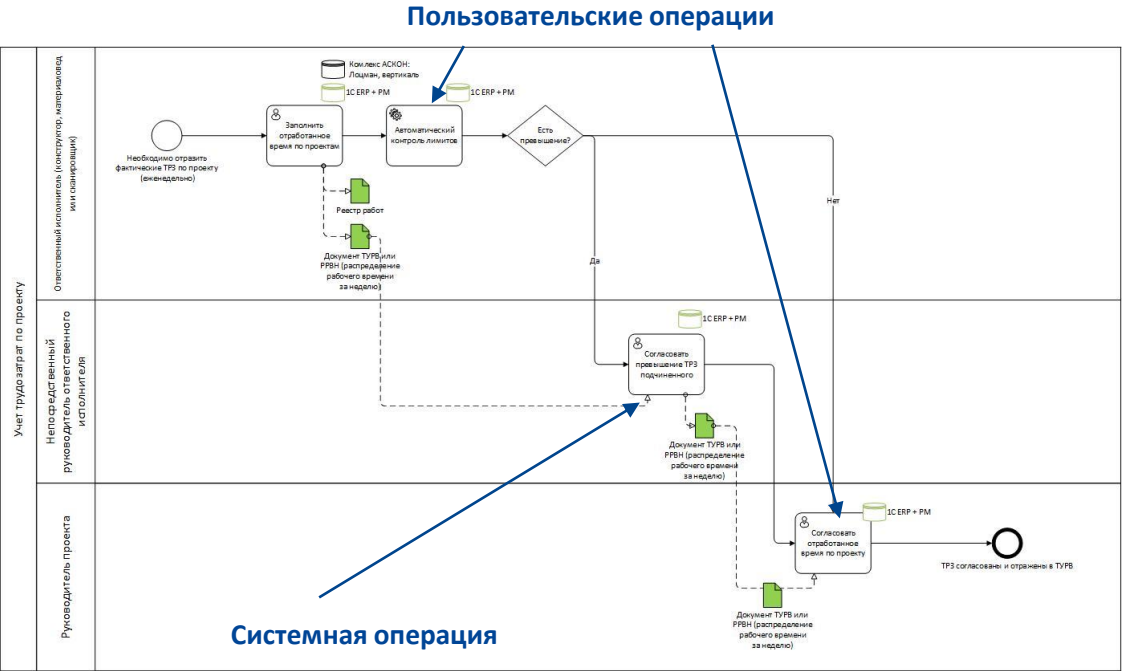 Пользовательские операции
Учет трудозатрат по проекту
Ответственный исполнитель (конструктор, материаловед
или сканировщик)
Комлекс АСКОН:
Лоцман, вертикаль
1С ERP + PM
1С ERP + PM
Необходимо отразить
фактические ТРЗ по проекту
(еженедельно)
Заполнить
отработанное
время по проектам
Автоматический
контроль лимитов
Есть
превышение?
Реестр работ
Документ ТУРВ или
РРВН (распределение
рабочего времени
за неделю)
Да
Нет
Непосредственный
руководитель ответственного
исполнителя
1С ERP + PM
Согласовать
превышение ТРЗ
подчиненного
Документ ТУРВ или
РРВН (распределение
рабочего времени
за неделю)
Руководитель проекта
1С ERP + PM
Согласовать
отработанное
время по проекту
ТРЗ согласованы и отражены в ТУРВ
Документ ТУРВ или
РРВН (распределение
рабочего времени
за неделю)
Системная операция